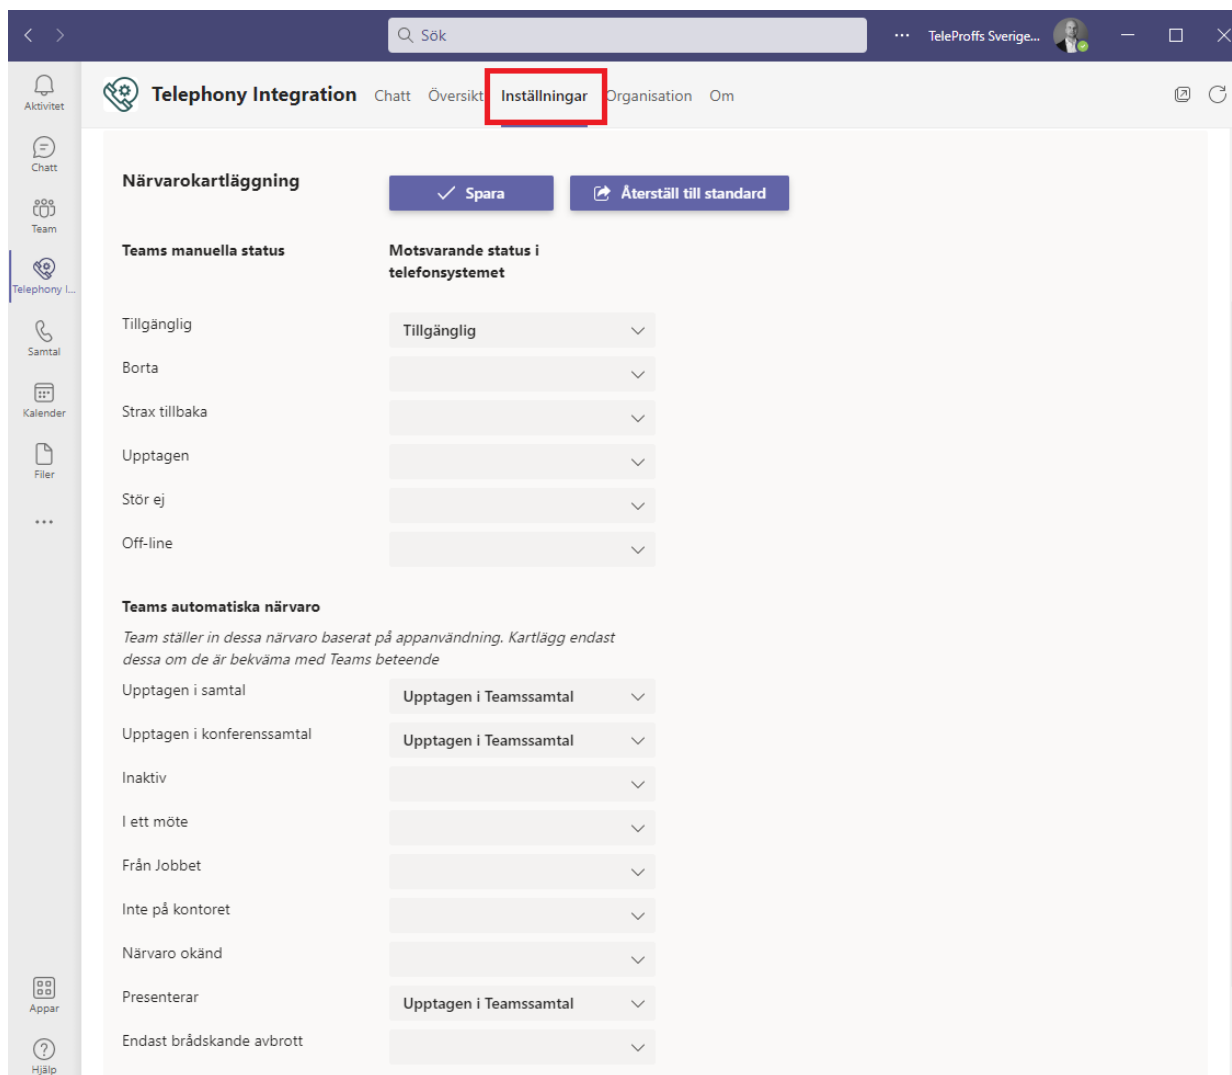 Sök
TeleProffs Sverige...
Aktivitet
Chatt
Team
Telephony I...
Samtal
Kalender
Filer
Appar
Hjälp
Telephony Integration Chatt Översikt Inställningar Organisation Om
Närvarokartläggning Spara Återställ till standard
Teams manuella status Motsvarande status i
telefonsystemet
Tillgänglig Tillgänglig
Borta
Strax tillbaka
Upptagen
Stör ej
Off-line
Teams automatiska närvaro
Team ställer in dessa närvaro baserat på appanvändning. Kartlägg endast
dessa om de är bekväma med Teams beteende
Upptagen i samtal Upptagen i Teamssamtal
Upptagen i konferenssamtal Upptagen i Teamssamtal
Inaktiv
I ett möte
Från Jobbet
Inte på kontoret
Närvaro okänd
Presenterar Upptagen i Teamssamtal
Endast brådskande avbrott